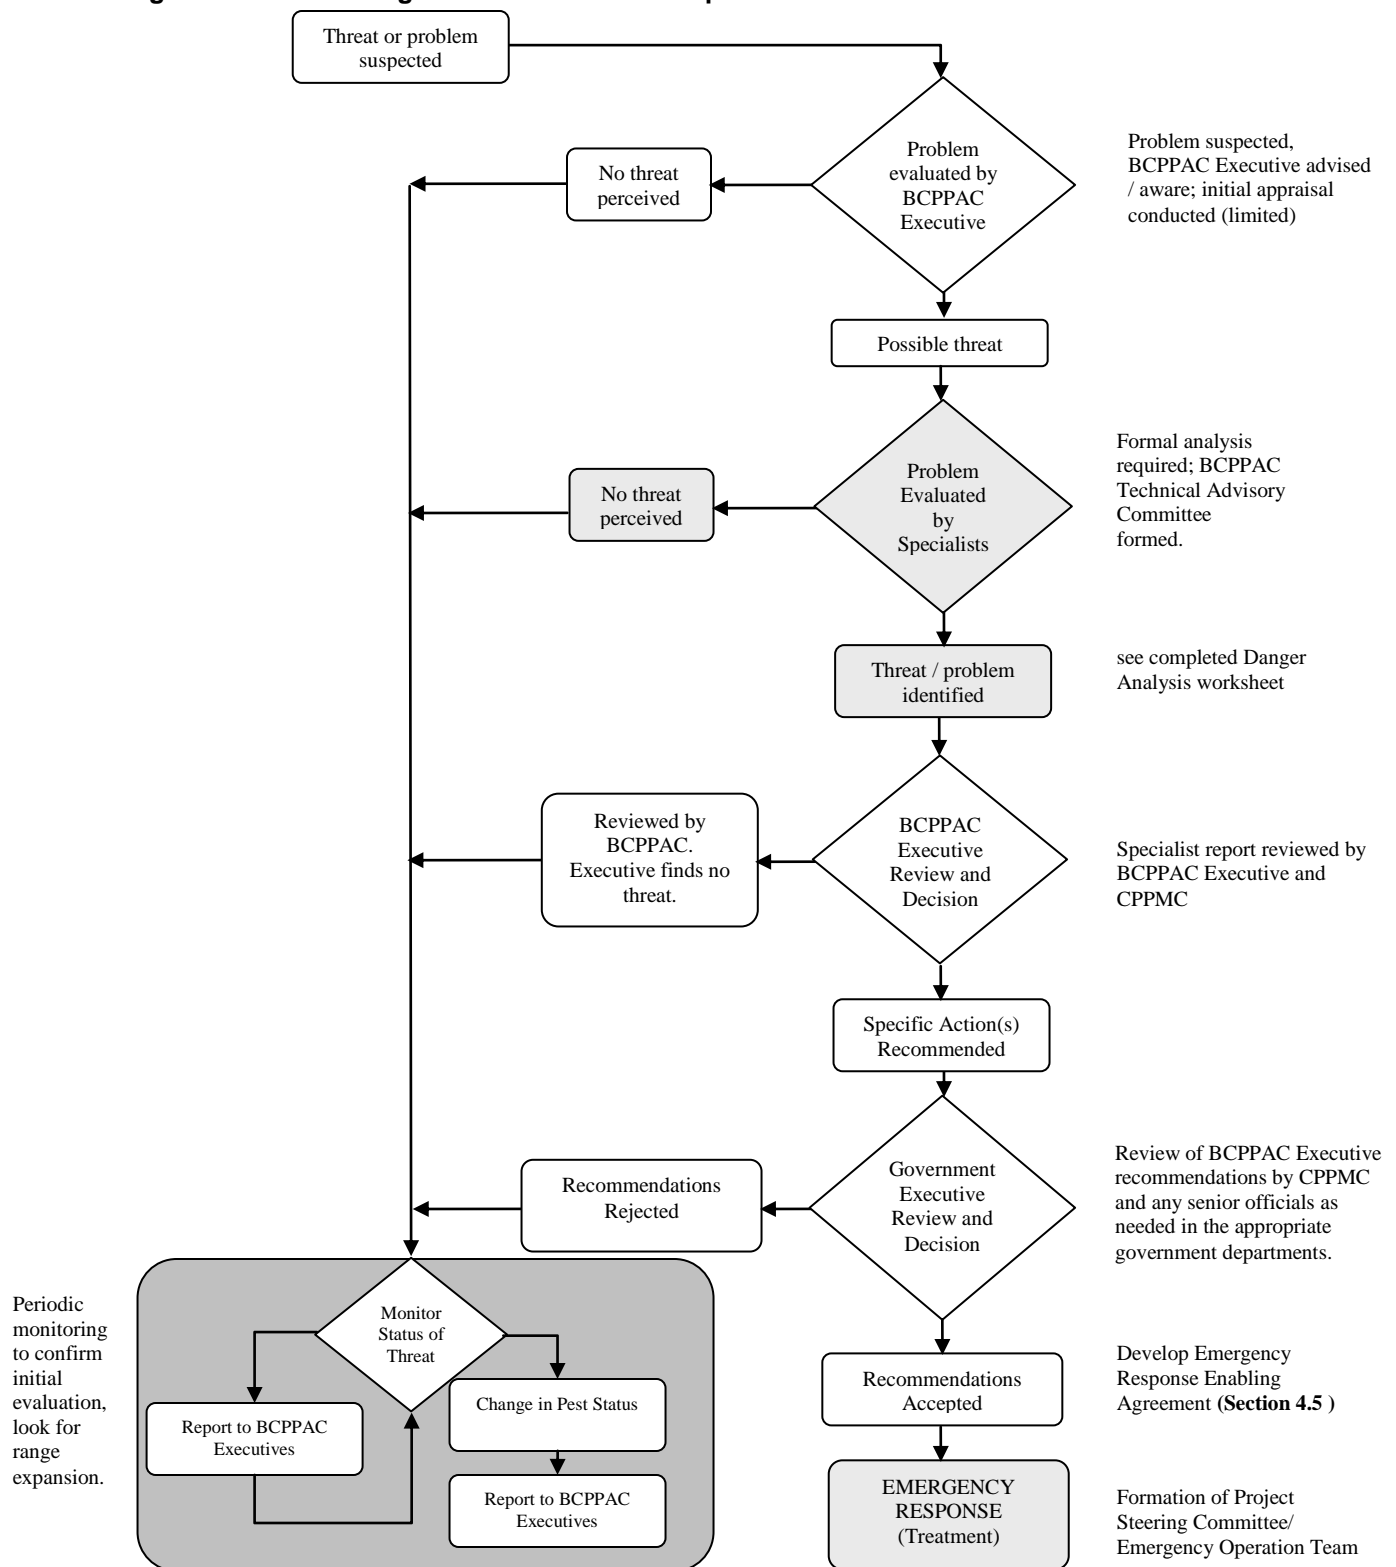 Threat or problem
suspected
Problem
evaluated by
BCPPAC
Executive
Problem suspected,
BCPPAC Executive advised
/ aware; initial appraisal
conducted (limited)
No threat
perceived
Possible threat
Problem
Evaluated
by
Specialists
Formal analysis
required; BCPPAC
Technical Advisory
Committee
formed.
No threat
perceived
Threat / problem
identified
see completed Danger
Analysis worksheet
BCPPAC
Executive
Review and
Decision
Specialist report reviewed by
BCPPAC Executive and
CPPMC
Reviewed by
BCPPAC.
Executive finds no
threat.
Specific Action(s)
Recommended
Government
Executive
Review and
Decision
Review of BCPPAC Executive
recommendations by CPPMC
and any senior officials as
needed in the appropriate
government departments.
Recommendations
Rejected
Periodic
monitoring
to confirm
initial
evaluation,
look for
range
expansion.
Monitor
Status of
Threat
Report to BCPPAC
Executives
Change in Pest Status
Report to BCPPAC
Executives
Recommendations
Accepted
Develop Emergency
Response Enabling
Agreement (Section 4.5 )
EMERGENCY
RESPONSE
(Treatment)
Formation of Project
Steering Committee/
Emergency Operation Team